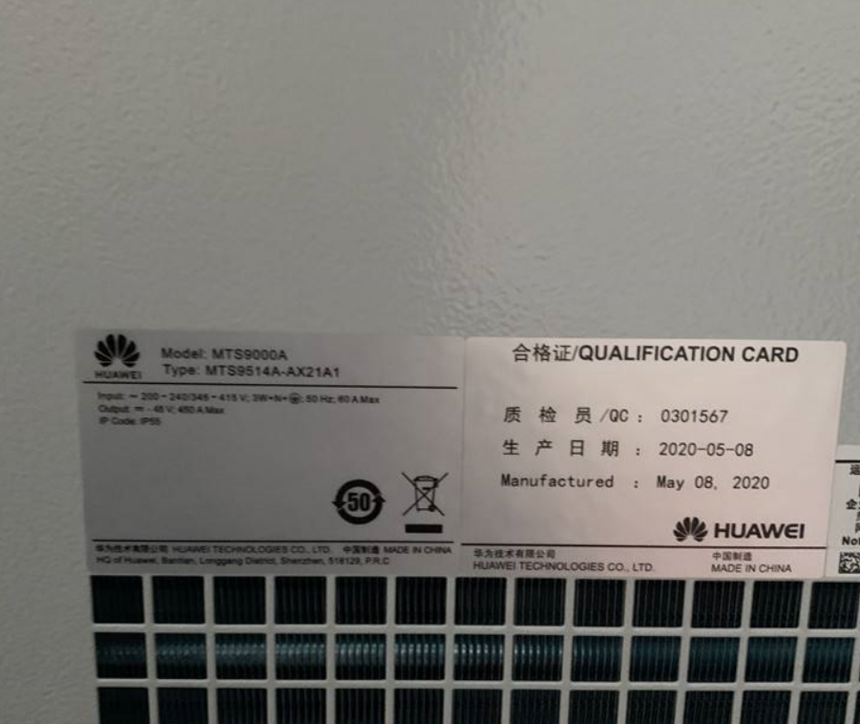 HUAWEI
Model: MTS9000A
Type: MTS9514A-AX21A1
Input: ~ 200 - 240/346 - 415 V; 3W+N+⏚; 50 Hz; 60 A Max
Output: ⎓ - 48 V; 450 A Max
IP Code: IP55
50
华为技术有限公司 HUAWEI TECHNOLOGIES CO., LTD. 中国制造 MADE IN CHINA
HQ of Huawei, Bantian, Longgang District, Shenzhen, 518129, P.R.C
合格证/QUALIFICATION CARD
质 检 员/QC : 0301567
生 产 日 期 : 2020-05-08
Manufactured : May 08, 2020
HUAWEI
华为技术有限公司 中国制造
HUAWEI TECHNOLOGIES CO., LTD. MADE IN CHINA